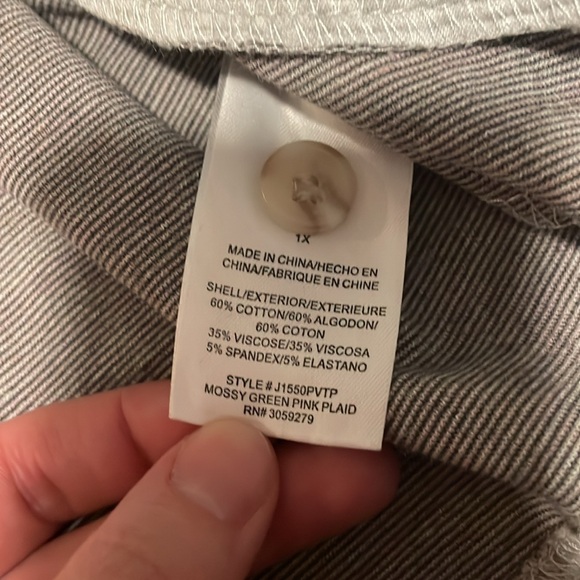 1X
MADE IN CHINA/HECHO EN
CHINA/FABRIQUE EN CHINE
SHELL/EXTERIOR/EXTERIEURE
60% COTTON/60% ALGODON/
60% COTON
35% VISCOSE/35% VISCOSA
5% SPANDEX/5% ELASTANO
STYLE # J1550PVTP
MOSSY GREEN PINK PLAID
RN# 3059279